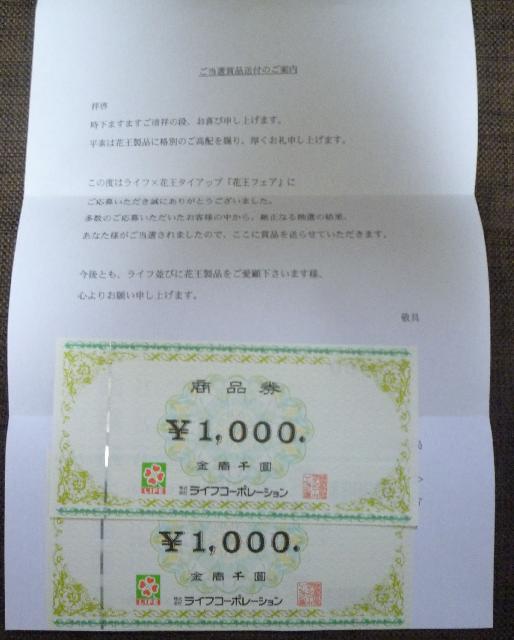 ご当選賞品送付のご案内
拝啓
時下ますますご清祥の段、お喜び申し上げます。
平素は花王製品に格別のご高配を賜り、厚くお礼申し上げます。
この度はライフ×花王タイアップ『花王フェア』に
ご応募いただき誠にありがとうございました。
多数のご応募いただいたお客様の中から、厳正なる抽選の結果、
あなた様がご当選されましたので、ここに賞品を送らせていただきます。
今後とも、ライフ並びに花王製品をご愛顧下さいます様、
心よりお願い申し上げます。
敬具
商品券
¥1,000.
金壱千圓
LIFE
株式会社 ライフコーポレーション
¥1,000.
金壱千圓
LIFE
株式会社 ライフコーポレーション